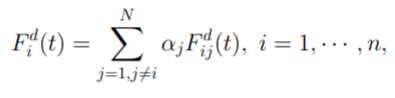 F_i^d(t) = \sum_{j=1,j\neq i}^{N} \alpha_j F_{ij}^d(t), \; i = 1, \cdots, n,